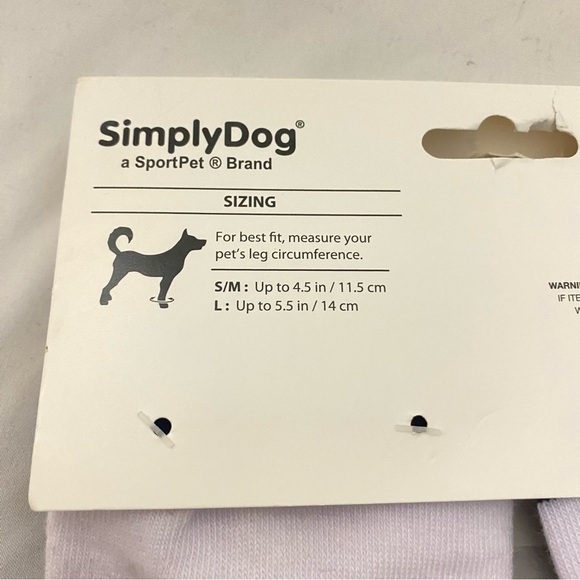 SimplyDog®
a SportPet ® Brand
SIZING
For best fit, measure your
pet's leg circumference.
S/M : Up to 4.5 in / 11.5 cm
L : Up to 5.5 in / 14 cm
IF